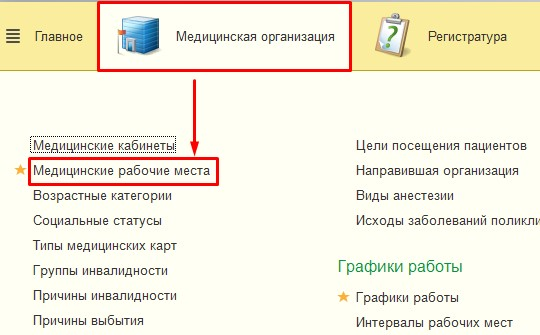 Главное
Медицинская организация
Регистратура
Медицинские кабинеты
Медицинские рабочие места
Возрастные категории
Социальные статусы
Типы медицинских карт
Группы инвалидности
Причины инвалидности
Причины выбытия
Цели посещения пациентов
Направившая организация
Виды анестезии
Исходы заболеваний поликли
Графики работы
Графики работы
Интервалы рабочих мест